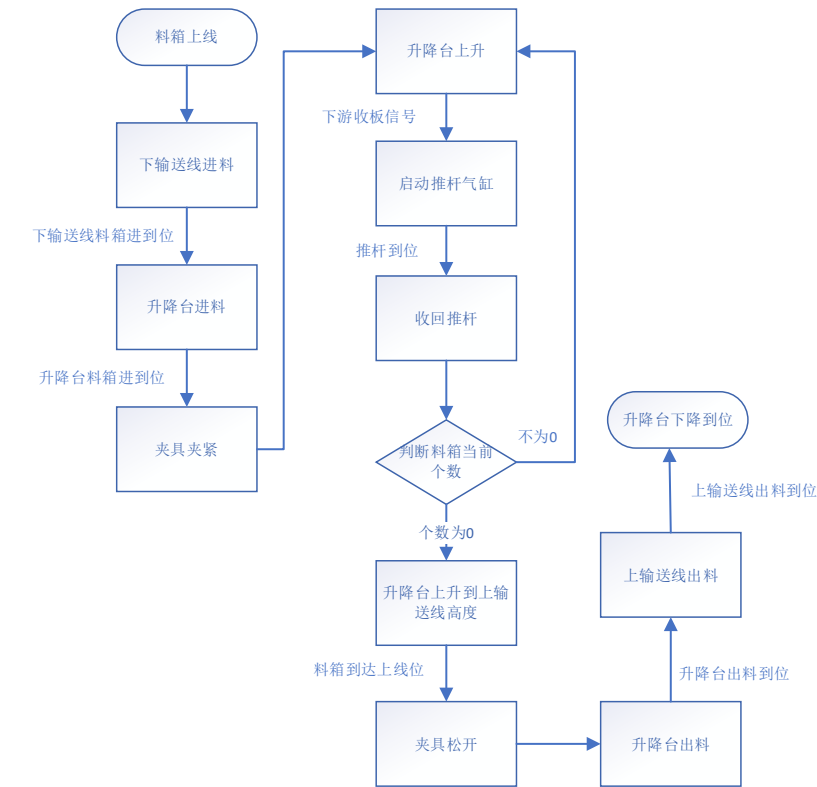 料箱上线
下输送线进料
下输送线料箱进到位
升降台进料
升降台料箱进到位
夹具夹紧
升降台上升
下游收板信号
启动推杆气缸
推杆到位
收回推杆
判断料箱当前
个数
不为0
个数为0
升降台上升到上输
送线高度
料箱到达上线位
夹具松开
升降台出料
升降台出料到位
上输送线出料
上输送线出料到位
升降台下降到位